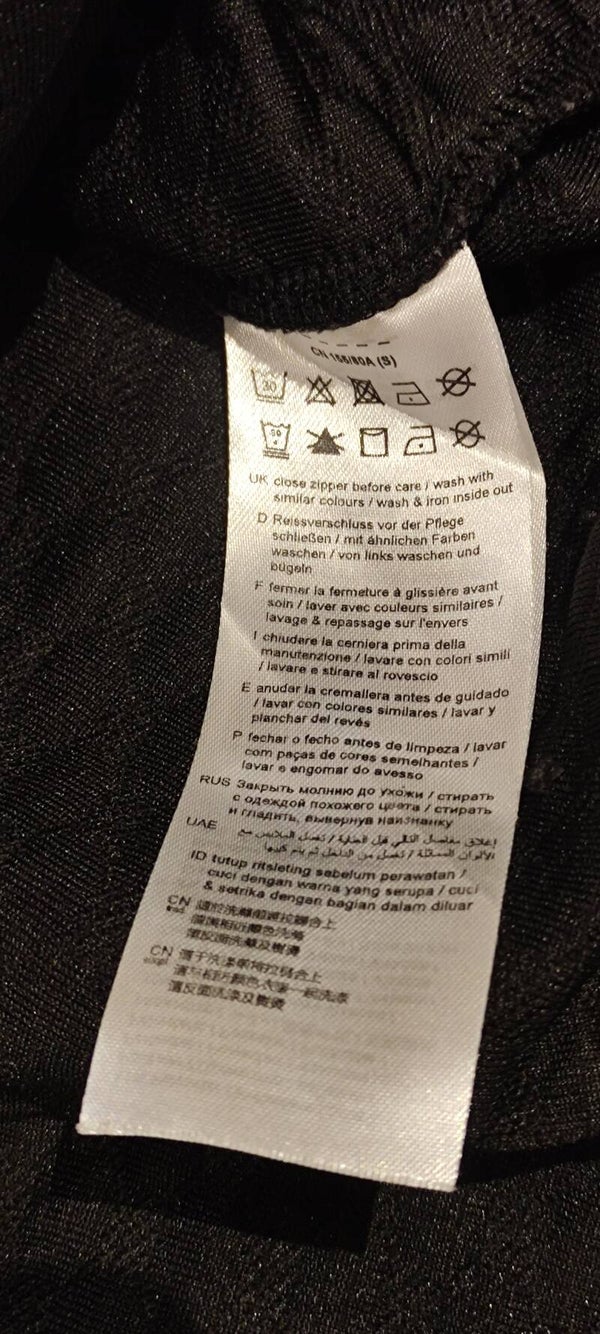 CN 155/80A (S)
30
UK close zipper before care / wash with
similar colours / wash & iron inside out
D Reissverschluss vor der Pflege
schließen / mit ähnlichen Farben
waschen / von links waschen und
bügeln
F fermer la fermeture à glissière avant
soin / laver avec couleurs similaires /
lavage & repassage sur l'envers
I chiudere la cerniera prima della
manutenzione / lavare con colori simili
/ lavare e stirare al rovescio
E anudar la cremallera antes de guidado
/ lavar con colores similares / lavar y
planchar del revés
P fechar o fecho antes de limpeza / lavar
com paças de cores semelhantes /
lavar e engomar do avesso
RUS Закрыть молнию до ухожи / стирать
с одеждой похожего цвета / стирать
и гладить, вывернув наизнанку
UAE
ID tutup ritsleting sebelum perawatan /
cuci dengan warna yang serupa / cuci
& setrika dengan bagian dalam diluar
CN
CN